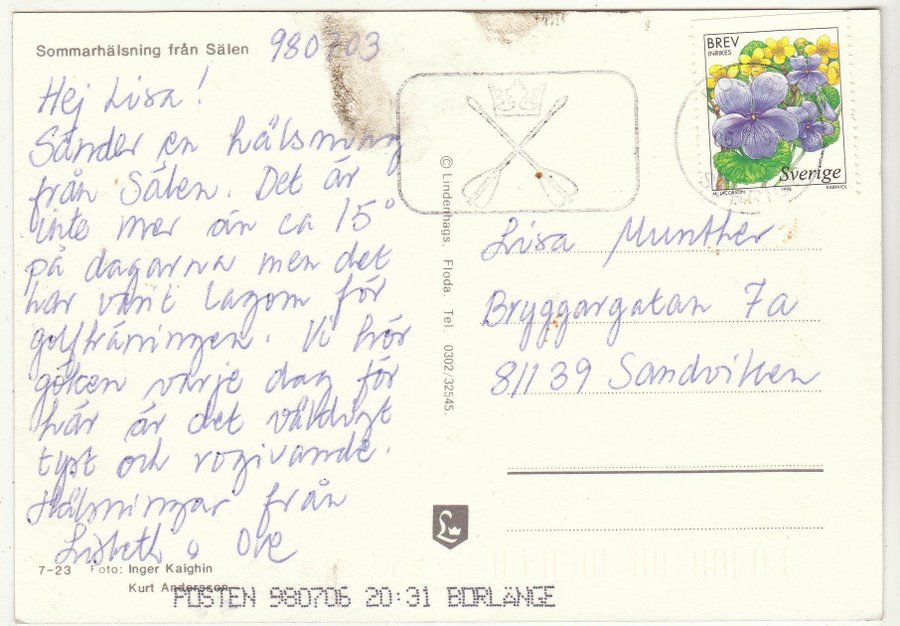 Sommarhälsning från Sälen 980703
Hej Lisa!
Sänder en hälsning
från Sälen. Det är
inte mer än ca 15°
på dagarna men det
har varit lagom för
golfträningen. Vi hör
göken varje dag för
här är det väldigt
tyst och rogivande.
Hälsningar från
Lisbeth o Ove
7-23 Foto: Inger Kaighin
Kurt Andersson
POSTEN 980706 20:31 BORLÄNGE
© Lindenhags. Floda. Tel. 0302/32545.
BREV
INRIKES
Sverige
M. JACOBSON 1998
Lisa Munther
Bryggargatan 7a
811 39 Sandviken
L